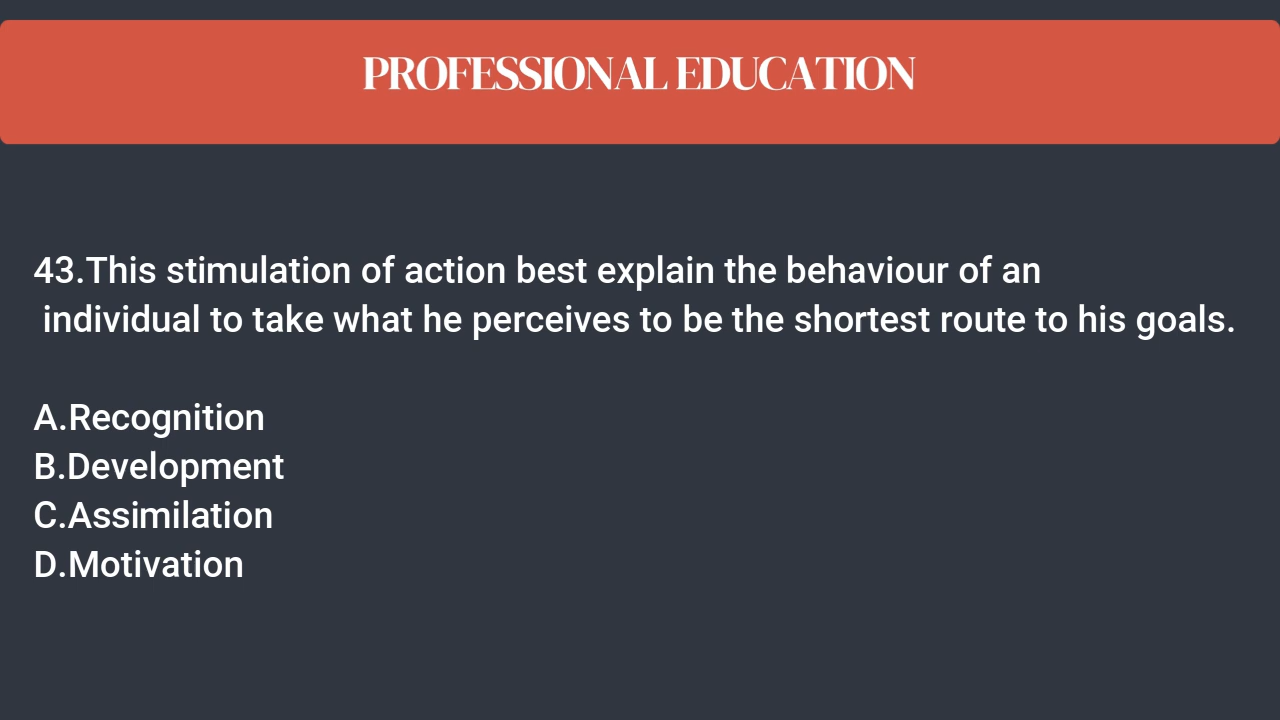 PROFESSIONAL EDUCATION
43.This stimulation of action best explain the behaviour of an
individual to take what he perceives to be the shortest route to his goals.
A.Recognition
B.Development
C.Assimilation
D.Motivation